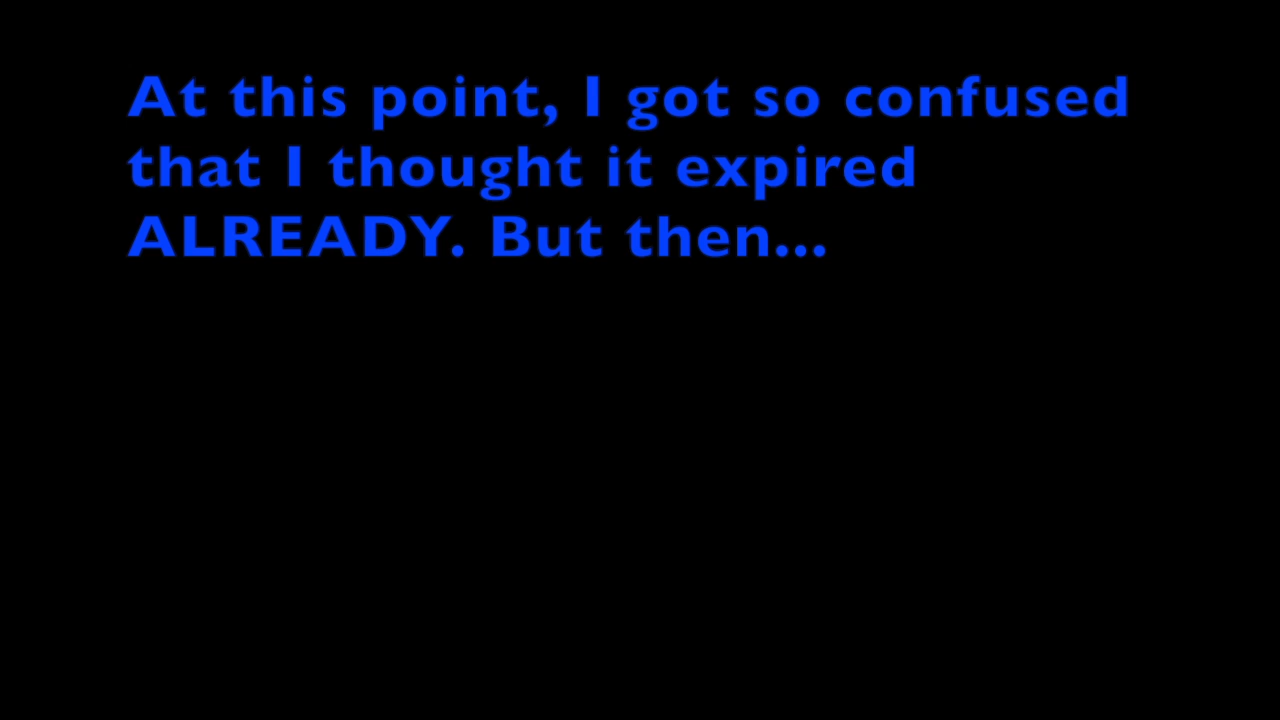 At this point, I got so confused
that I thought it expired
ALREADY. But then...